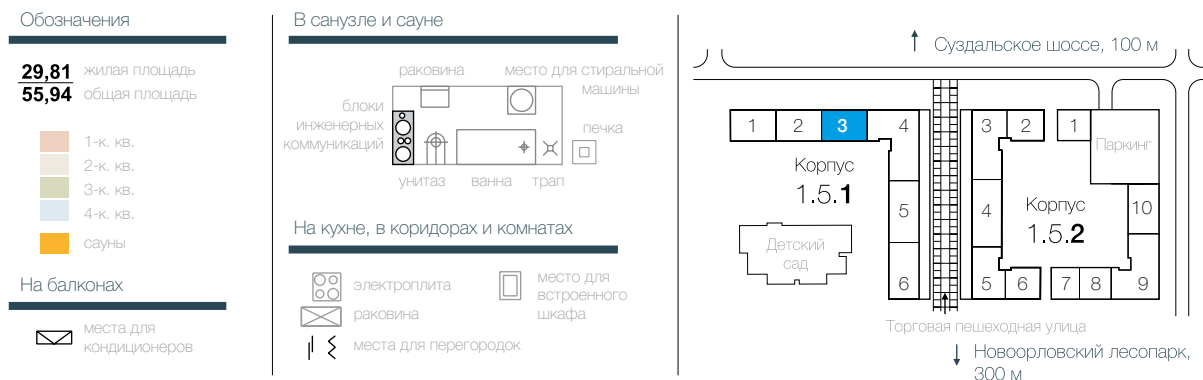 Обозначения
29,81 жилая площадь
55,94 общая площадь
1-к. кв.
2-к. кв.
3-к. кв.
4-к. кв.
сауны
На балконах
места для
кондиционеров
В санузле и сауне
раковина
место для стиральной
машины
блоки
инженерных
коммуникаций
печка
унитаз
ванна
трап
На кухне, в коридорах и комнатах
электроплита
раковина
места для перегородок
место для
встроенного
шкафа
Суздальское шоссе, 100 м
1 2 3 4
3 2 1
Паркинг
Корпус
1.5.1
5
4
10
Корпус
1.5.2
Детский
сад
6
5 6 7 8 9
Торговая пешеходная улица
Новоорловский лесопарк,
300 м